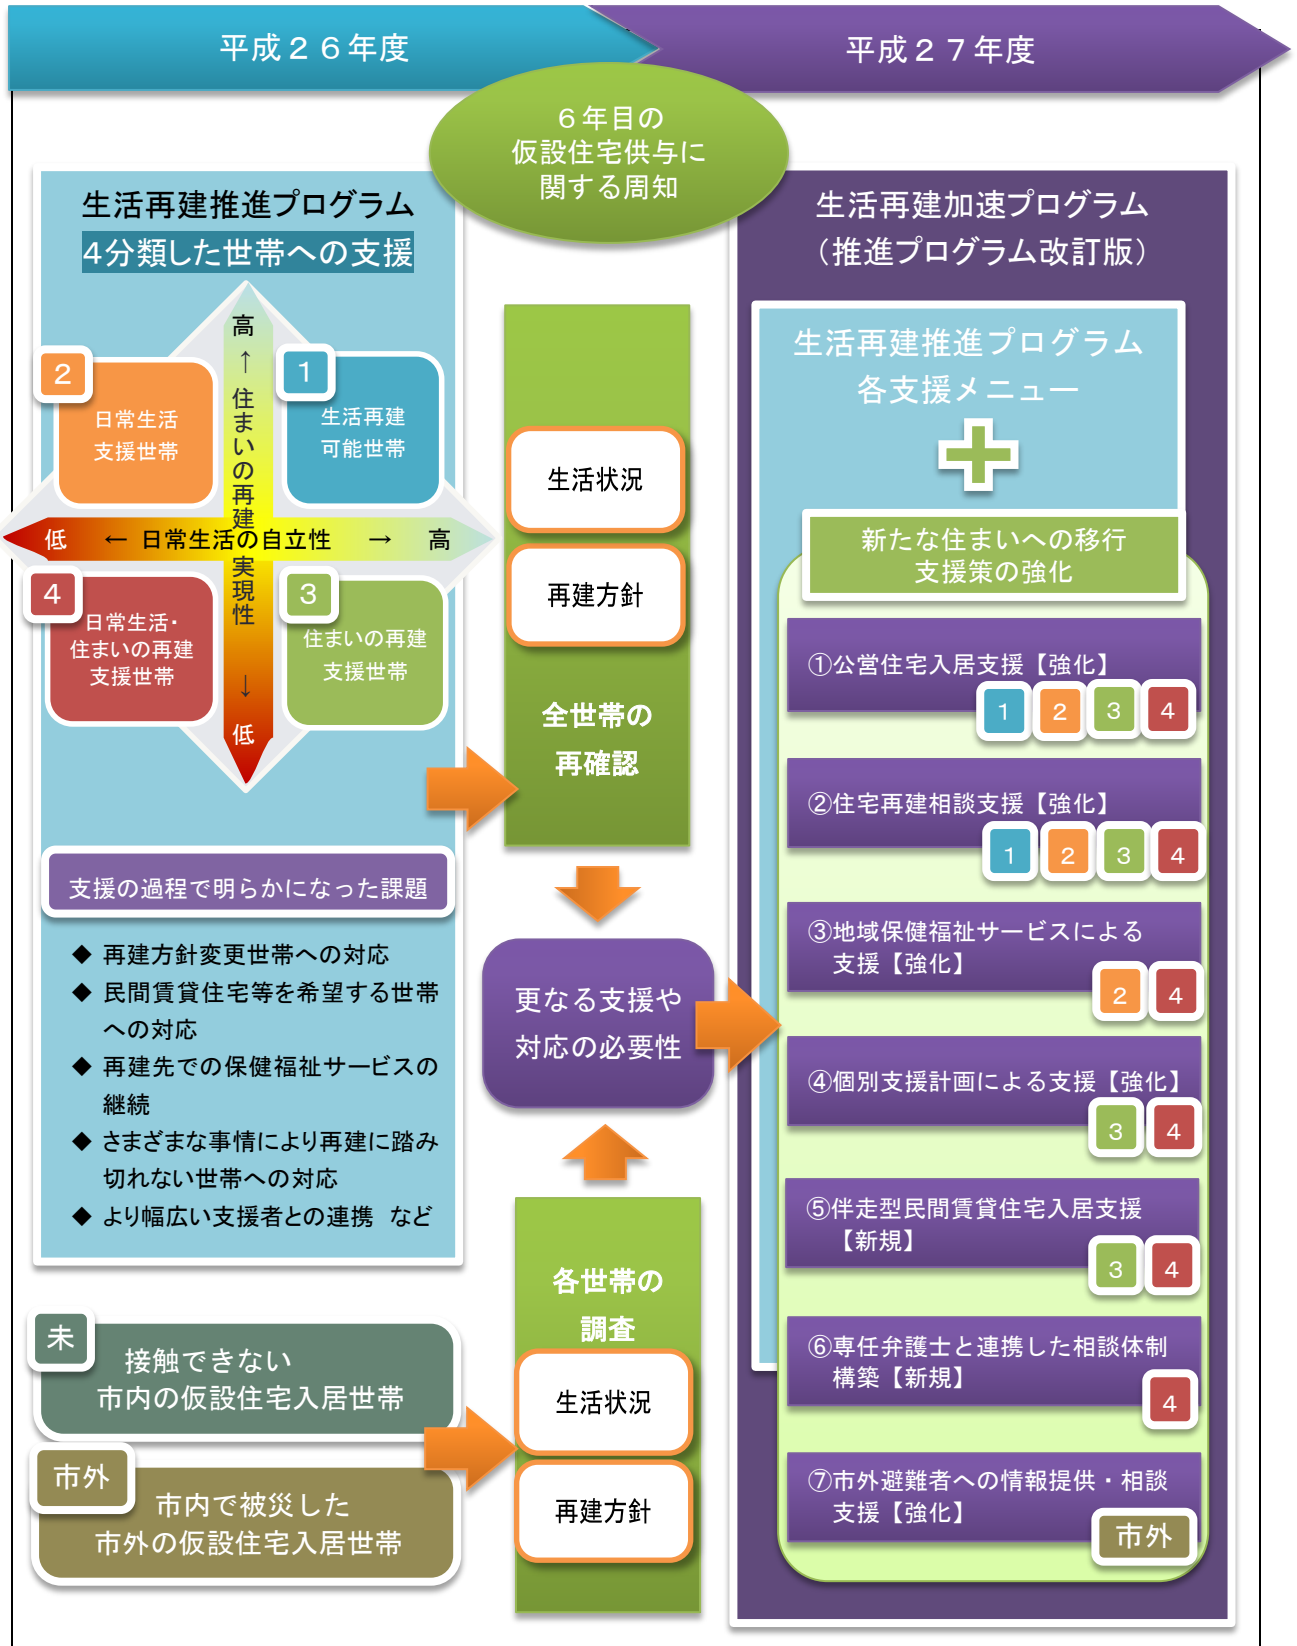 平成２６年度
平成２７年度
６年目の
仮設住宅供与に
関する周知
生活再建推進プログラム
４分類した世帯への支援
高
↑
住まいの再建実現性
↓
低
低
←
日常生活の自立性
→
高
2
日常生活
支援世帯
1
生活再建
可能世帯
4
日常生活・
住まいの再建
支援世帯
3
住まいの再建
支援世帯
支援の過程で明らかになった課題
◆ 再建方針変更世帯への対応
◆ 民間賃貸住宅等を希望する世帯
への対応
◆ 再建先での保健福祉サービスの
継続
◆ さまざまな事情により再建に踏み
切れない世帯への対応
◆ より幅広い支援者との連携 など
未
接触できない
市内の仮設住宅入居世帯
市外
市内で被災した
市外の仮設住宅入居世帯
生活状況
再建方針
全世帯の
再確認
更なる支援や
対応の必要性
各世帯の
調査
生活状況
再建方針
生活再建加速プログラム
（推進プログラム改訂版）
生活再建推進プログラム
各支援メニュー
新たな住まいへの移行
支援策の強化
①公営住宅入居支援【強化】
1 2 3 4
②住宅再建相談支援【強化】
1 2 3 4
③地域保健福祉サービスによる
支援【強化】
2 4
④個別支援計画による支援【強化】
3 4
⑤伴走型民間賃貸住宅入居支援
【新規】
3 4
⑥専任弁護士と連携した相談体制
構築【新規】
4
⑦市外避難者への情報提供・相談
支援【強化】
市外